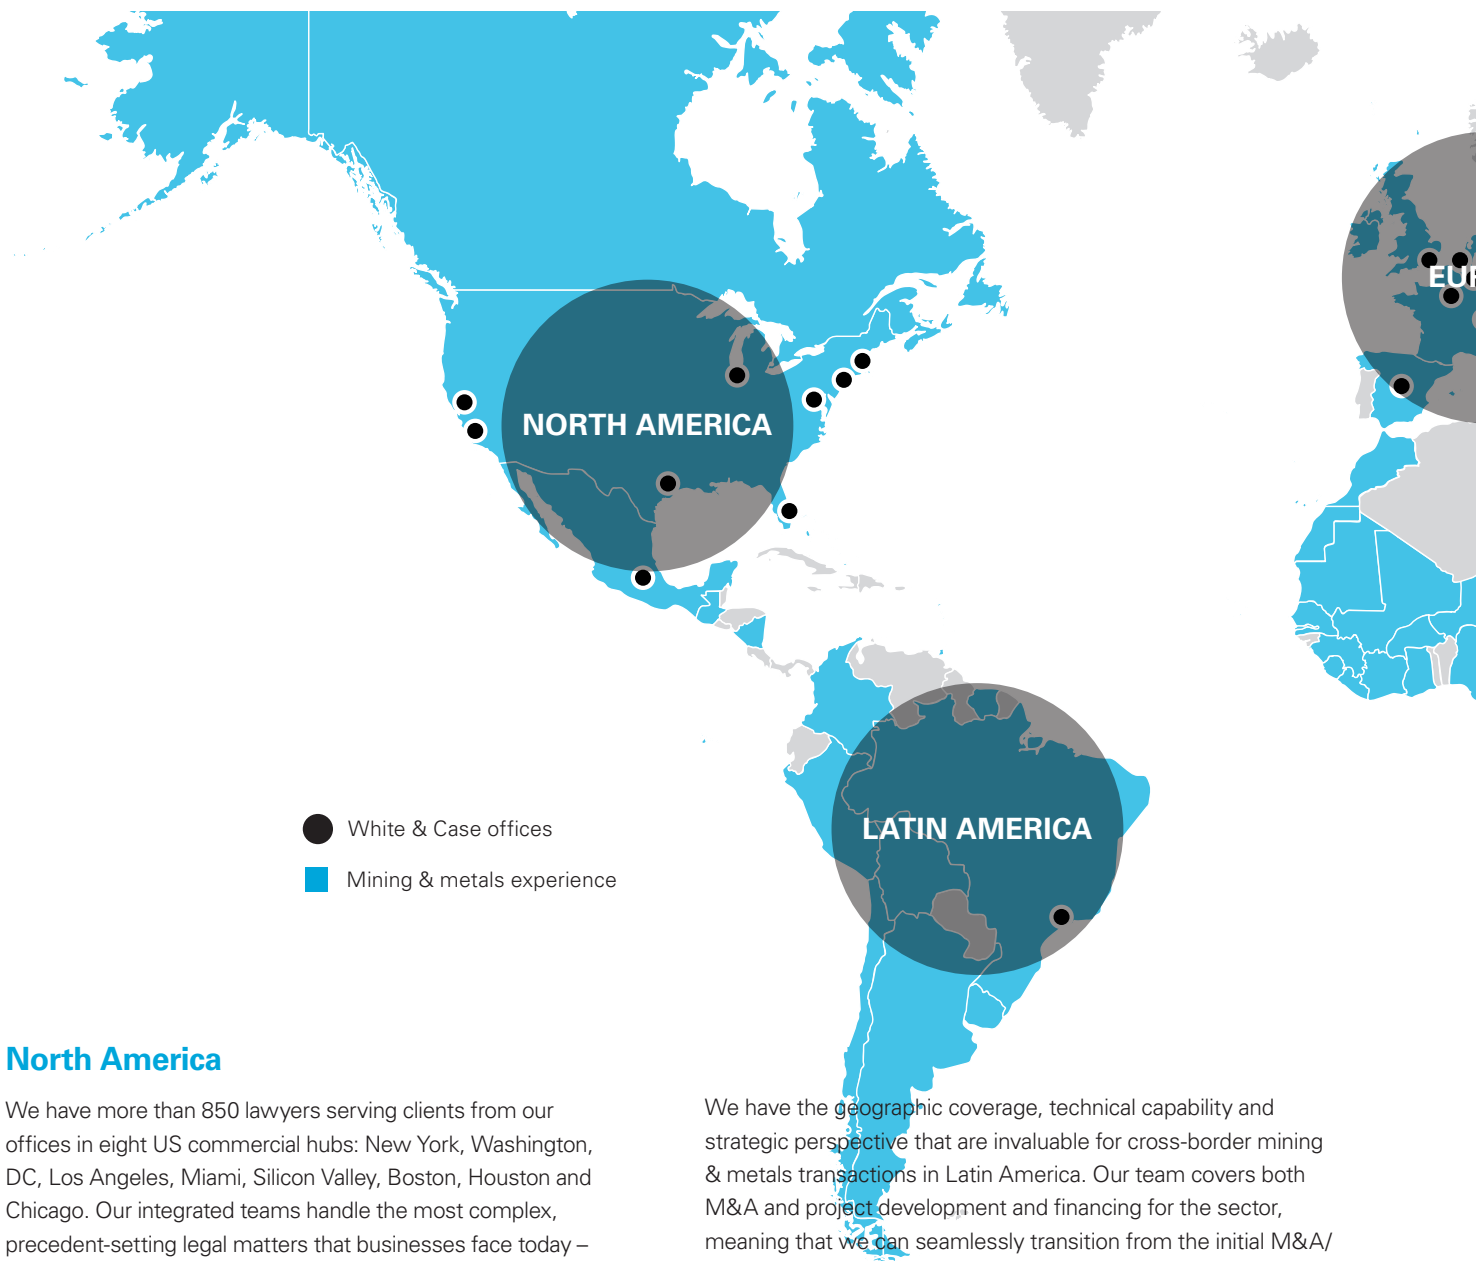 EUR
NORTH AMERICA
LATIN AMERICA
White & Case offices
Mining & metals experience
North America
We have more than 850 lawyers serving clients from our
offices in eight US commercial hubs: New York, Washington,
DC, Los Angeles, Miami, Silicon Valley, Boston, Houston and
Chicago. Our integrated teams handle the most complex,
precedent-setting legal matters that businesses face today –
We have the geographic coverage, technical capability and
strategic perspective that are invaluable for cross-border mining
& metals transactions in Latin America. Our team covers both
M&A and project development and financing for the sector,
meaning that we can seamlessly transition from the initial M&A/